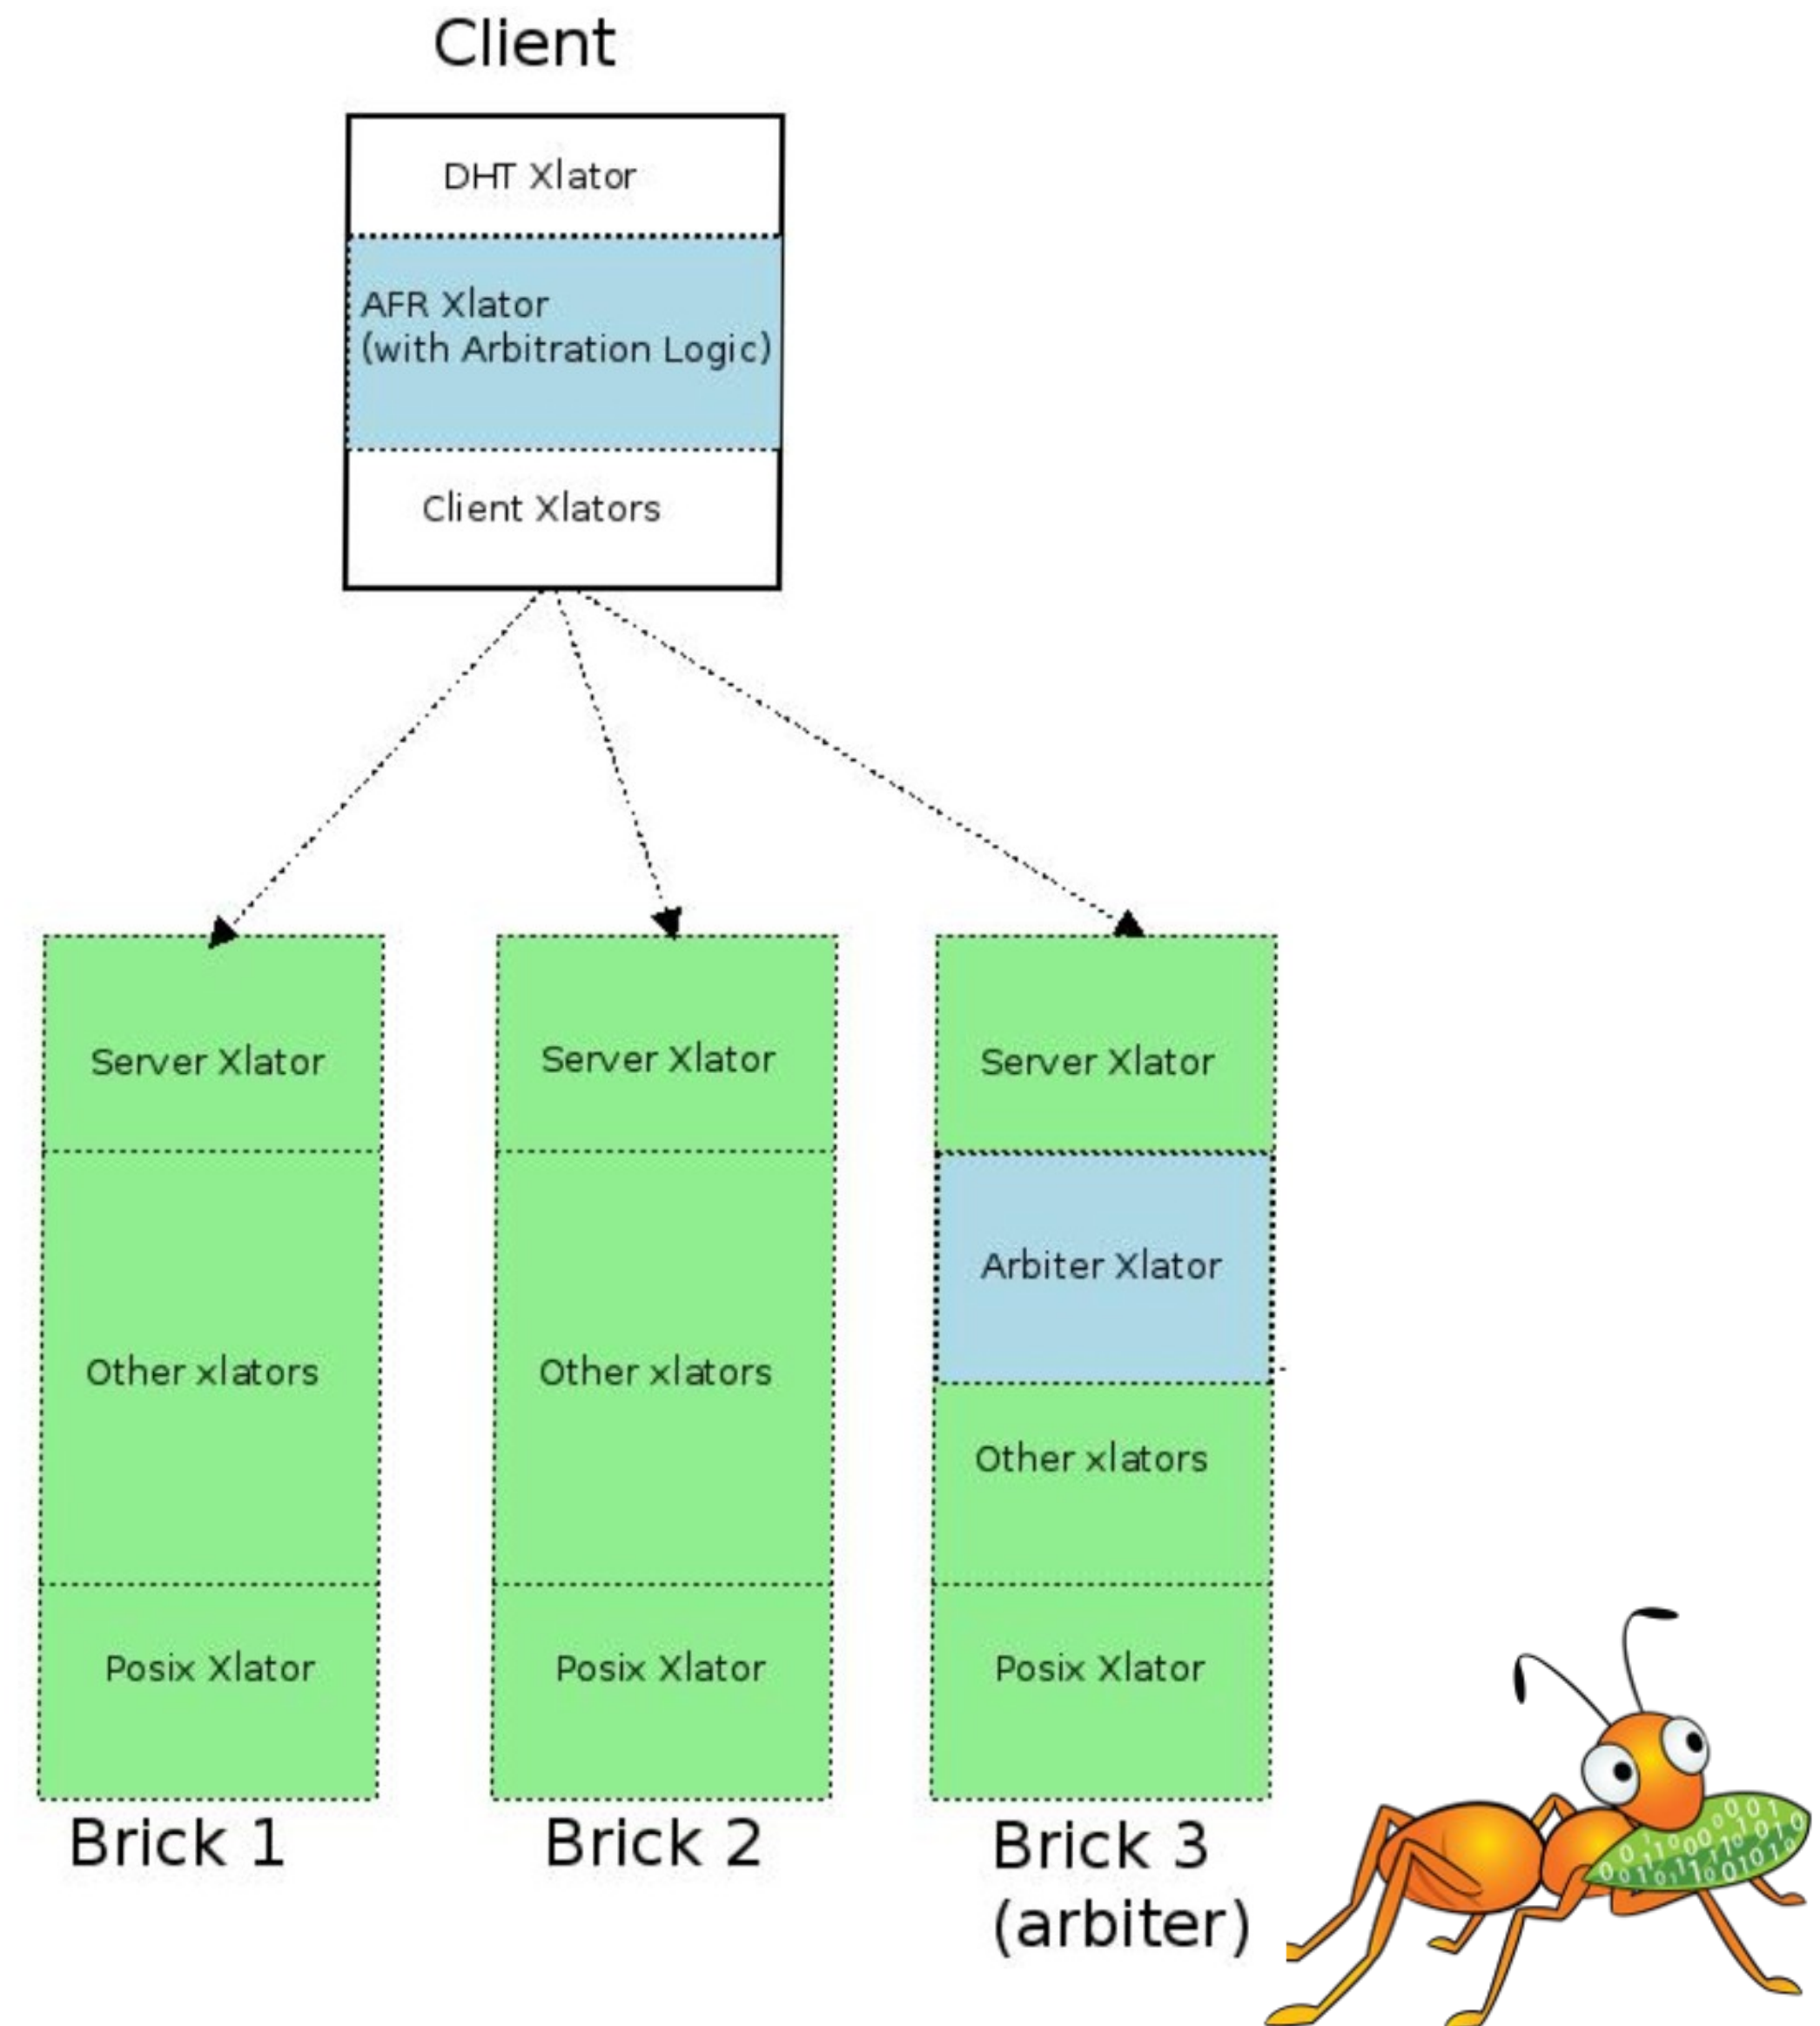 Client
DHT Xlator
AFR Xlator
(with Arbitration Logic)
Client Xlators
Server Xlator
Other xlators
Posix Xlator
Brick 1
Server Xlator
Other xlators
Posix Xlator
Brick 2
Server Xlator
Arbiter Xlator
Other xlators
Posix Xlator
Brick 3
(arbiter)